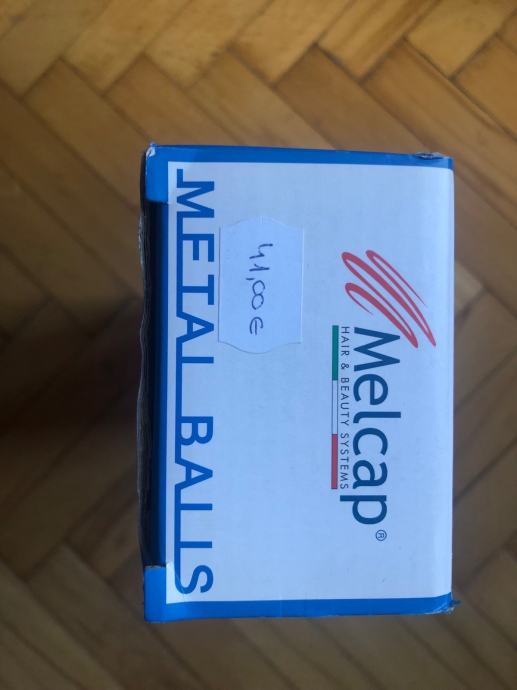 Melcap®
HAIR & BEAUTY SYSTEMS
41,00€
METAL BALLS